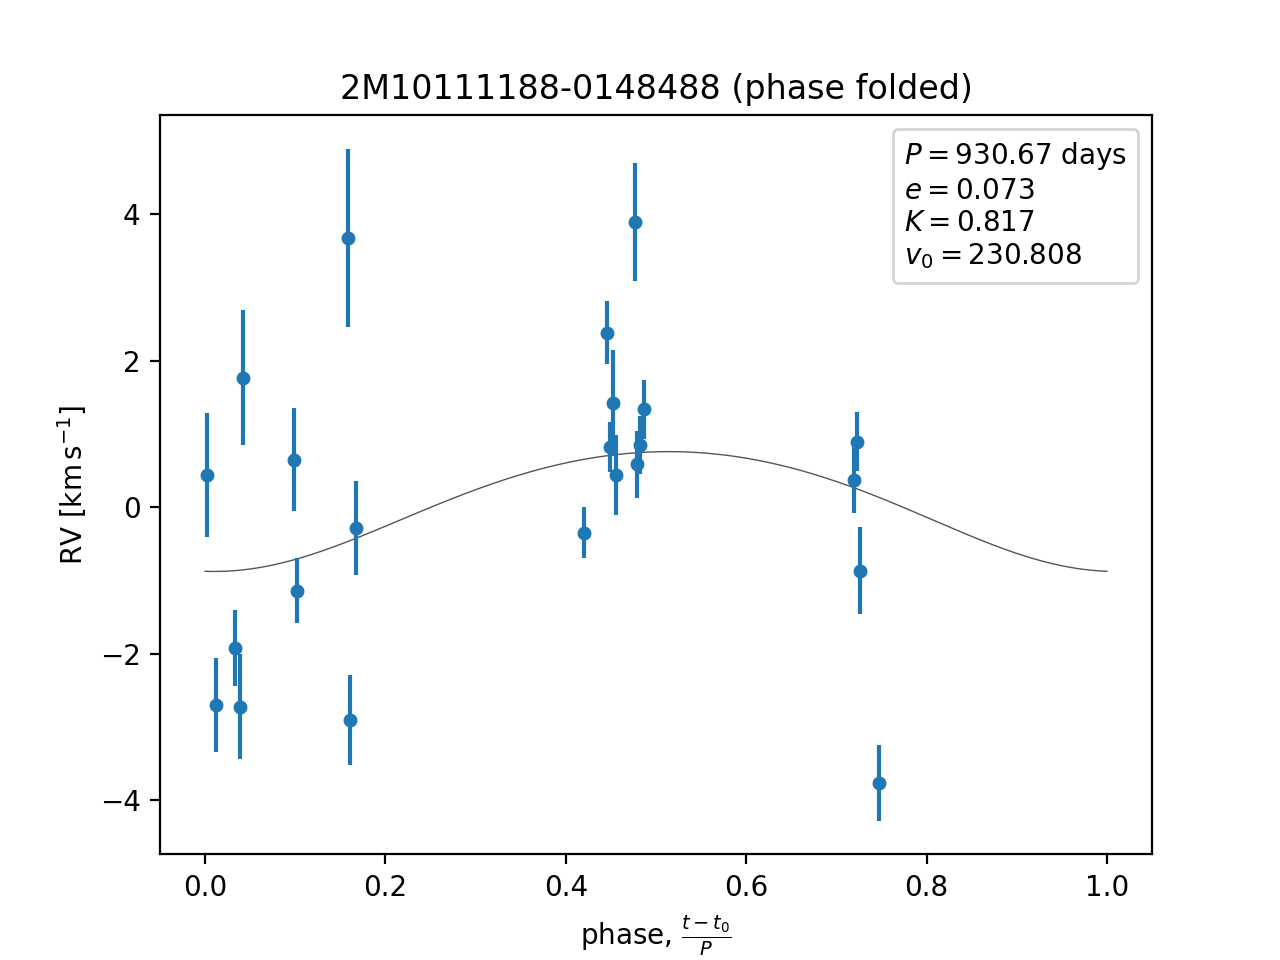 2M10111188-0148488 (phase folded)
P = 930.67 days
e = 0.073
K = 0.817
v₀ = 230.808
4
2
0
−2
−4
RV [km s⁻¹]
0.0 0.2 0.4 0.6 0.8 1.0
phase, (t − t₀)/P